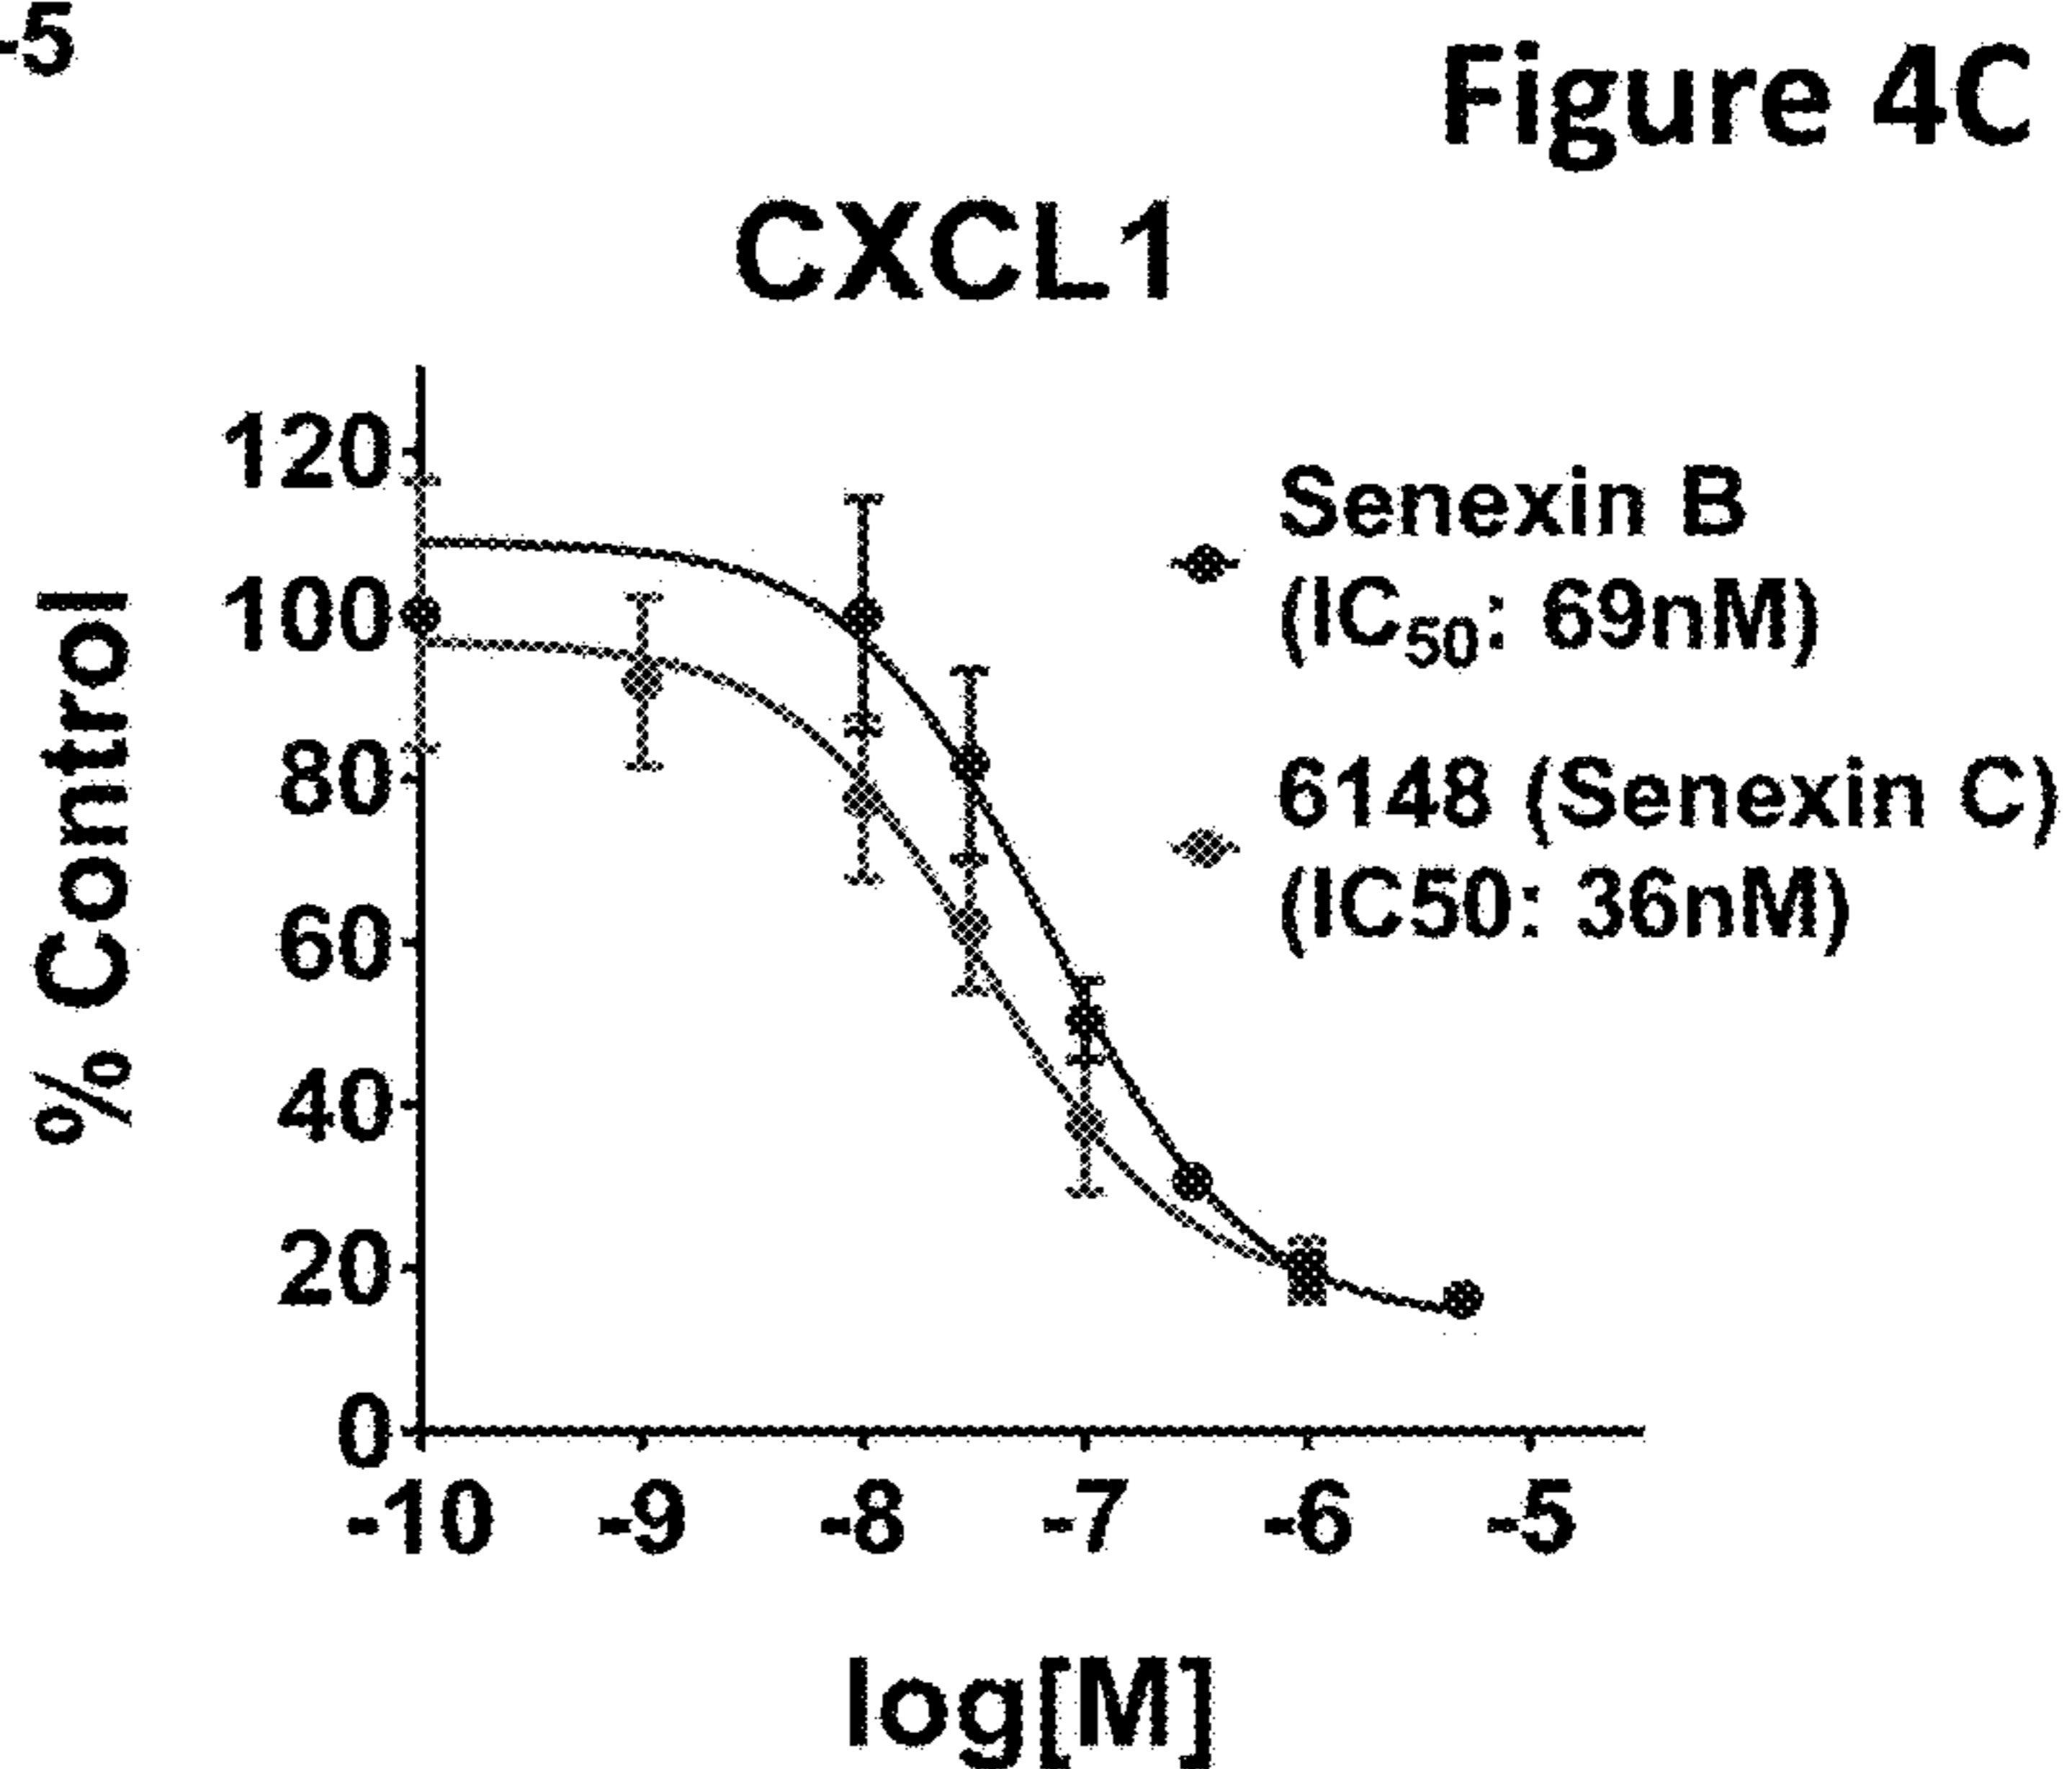 -5
Figure 4C
CXCL1
% Control
120
100
80
60
40
20
0
-10 -9 -8 -7 -6 -5
log[M]
Senexin B
(IC₅₀: 69nM)
6148 (Senexin C)
(IC50: 36nM)